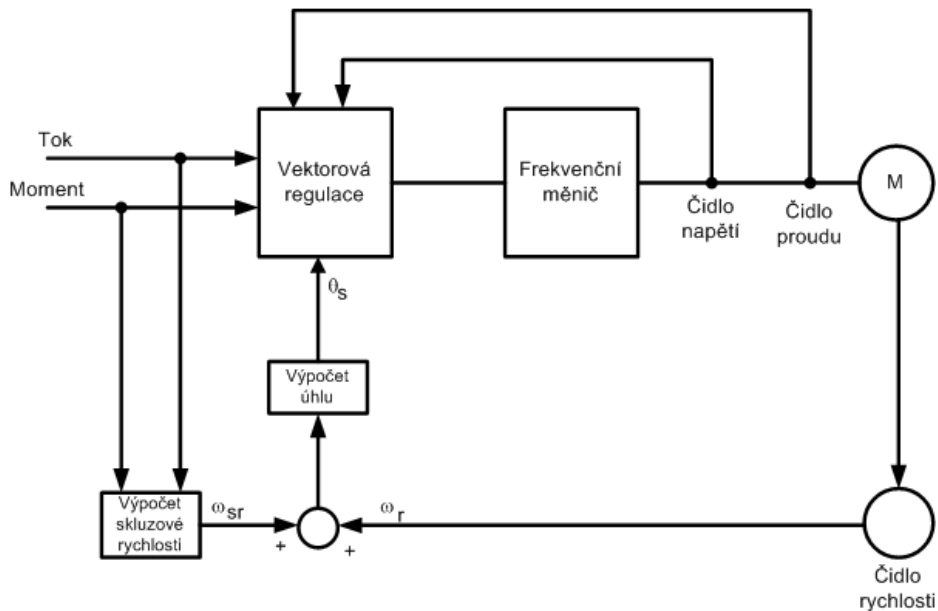 Tok
Moment
Vektorová
regulace
Frekvenční
měnič
M
Čidlo
napětí
Čidlo
proudu
θs
Výpočet
úhlu
Výpočet
skluzové
rychlosti
ωsr
+
+
ωr
Čidlo
rychlosti